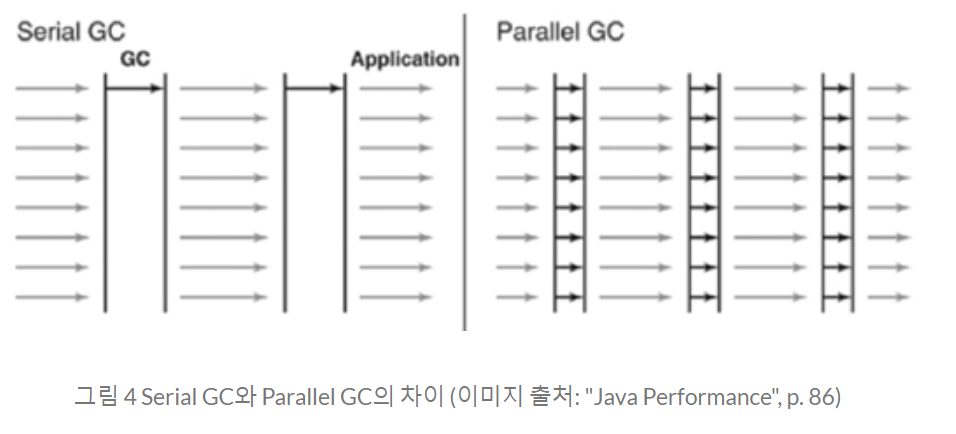 Serial GC
GC
Application
Parallel GC
그림 4 Serial GC와 Parallel GC의 차이 (이미지 출처: "Java Performance", p. 86)